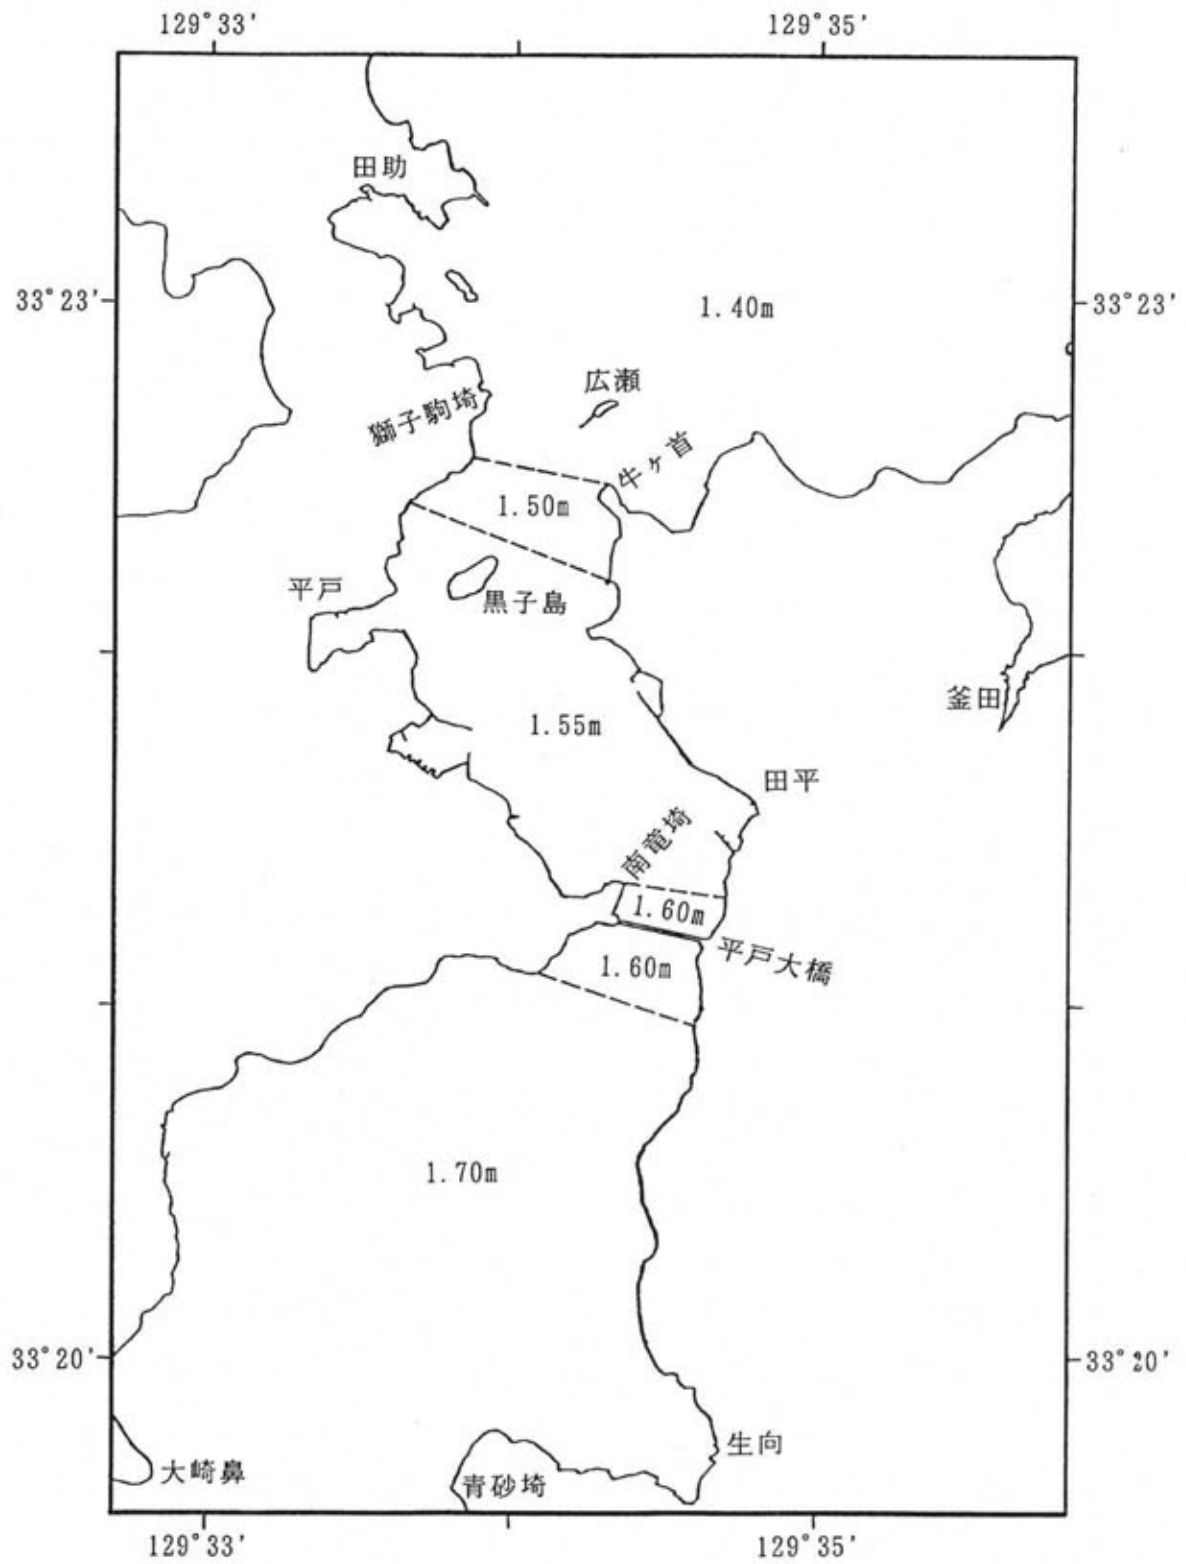 129°33'
129°35'
田助
33°23'
1.40m
33°23'
広瀬
獅子駒埼
牛ヶ首
1.50m
平戸
黒子島
釜田
1.55m
田平
南竜埼
1.60m
平戸大橋
1.60m
1.70m
33°20'
33°20'
生向
大崎鼻
青砂埼
129°33'
129°35'